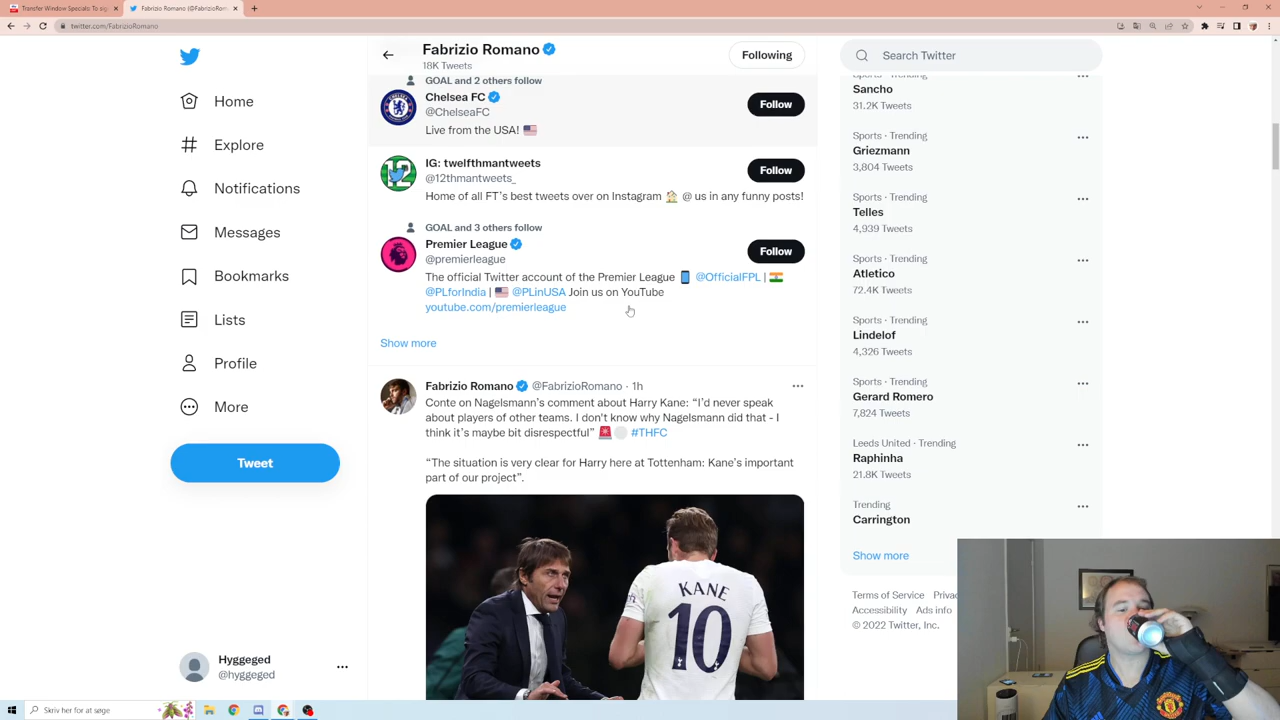 Transfer Window Specials: To sig
Fabrizio Romano (@FabrizioRoman
twitter.com/FabrizioRomano
Home
Explore
Notifications
Messages
Bookmarks
Lists
Profile
More
Tweet
Hyggeged
@hyggeged
Fabrizio Romano
18K Tweets
Following
GOAL and 2 others follow
Chelsea FC
@ChelseaFC
Follow
Live from the USA! 🇺🇸
IG: twelfthmantweets
@12thmantweets_
Follow
Home of all FT's best tweets over on Instagram @ us in any funny posts!
GOAL and 3 others follow
Premier League
@premierleague
Follow
The official Twitter account of the Premier League 📱 @OfficialFPL | 🇮🇳
@PLforIndia | 🇺🇸 @PLinUSA Join us on YouTube
youtube.com/premierleague
Show more
Fabrizio Romano @FabrizioRomano · 1h
Conte on Nagelsmann's comment about Harry Kane: “I'd never speak
about players of other teams. I don't know why Nagelsmann did that - I
think it's maybe bit disrespectful” 🚨⚪ #THFC
“The situation is very clear for Harry here at Tottenham: Kane's important
part of our project”.
KANE
10
Search Twitter
Sports · Trending
Sancho
31.2K Tweets
Sports · Trending
Griezmann
3,804 Tweets
Sports · Trending
Telles
4,939 Tweets
Sports · Trending
Atletico
72.4K Tweets
Sports · Trending
Lindelof
4,326 Tweets
Sports · Trending
Gerard Romero
7,824 Tweets
Leeds United · Trending
Raphinha
21.8K Tweets
Trending
Carrington
Show more
Terms of Service Priva
Accessibility Ads info
© 2022 Twitter, Inc.
Skriv her for at søge